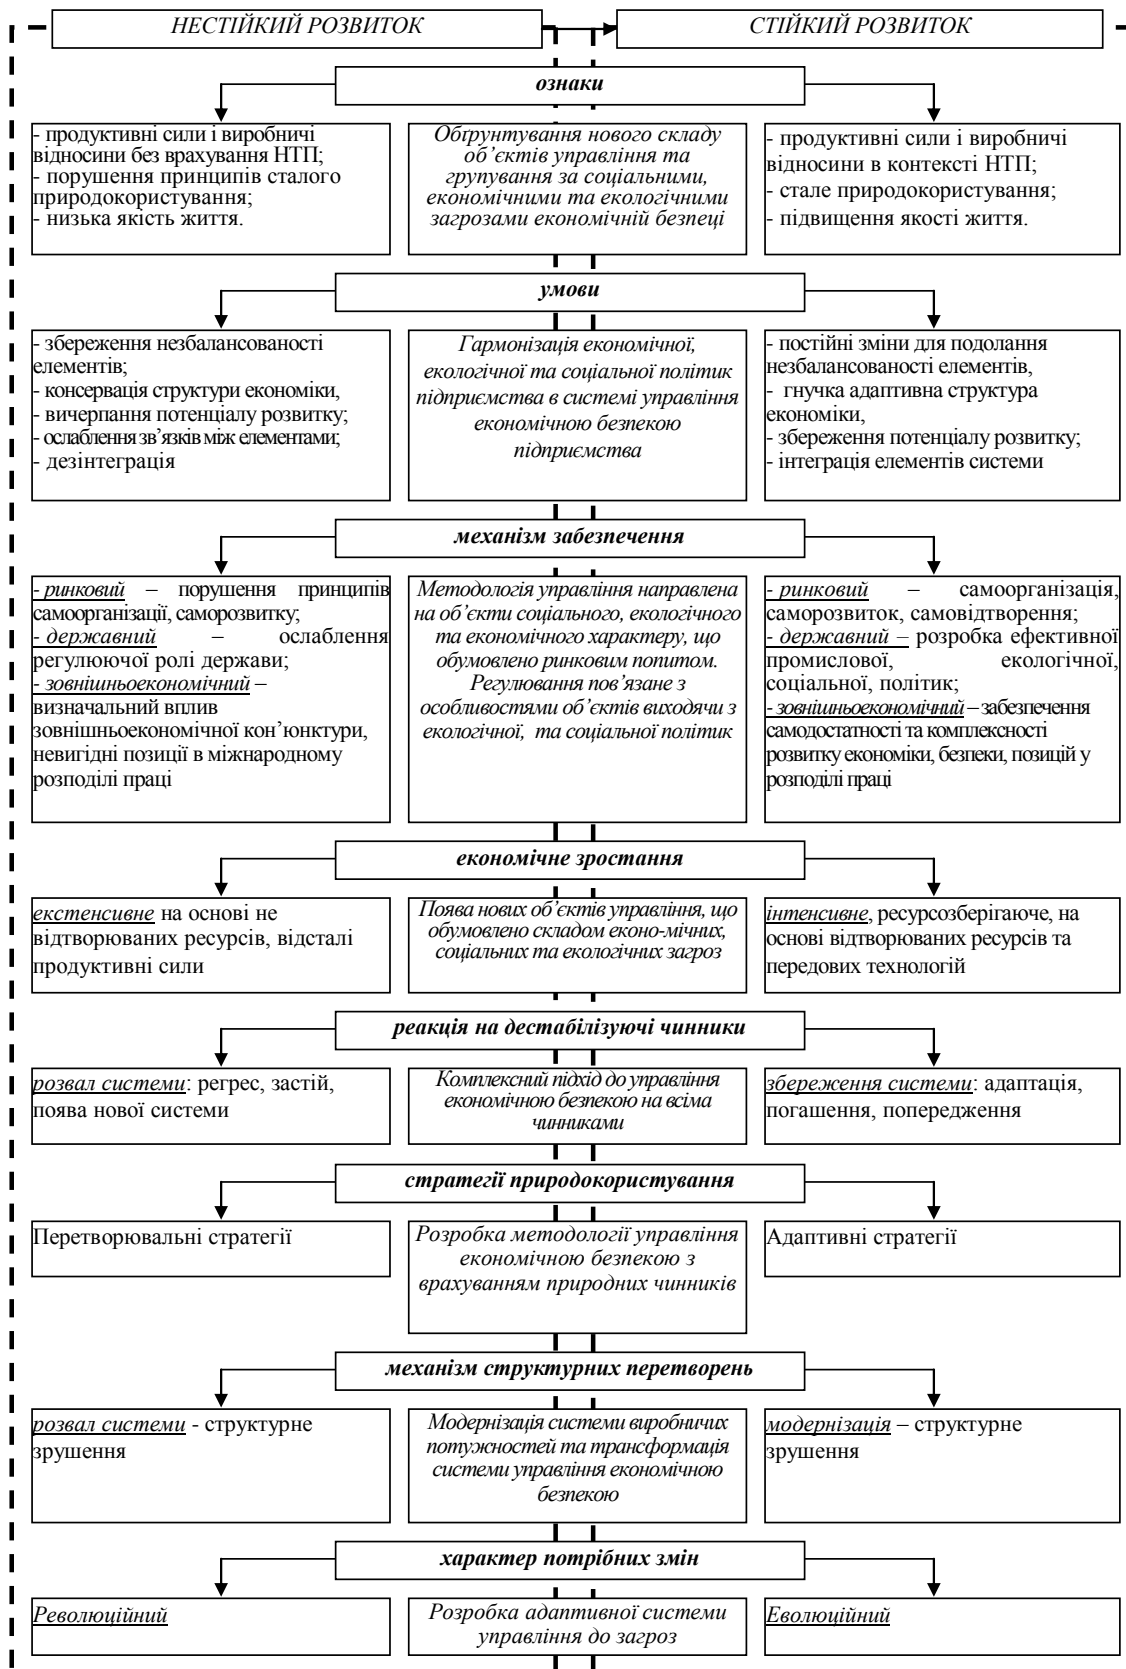 НЕСТІЙКИЙ РОЗВИТОК
СТІЙКИЙ РОЗВИТОК
ознаки
- продуктивні сили і виробничі
відносини без врахування НТП;
- порушення принципів сталого
природокористування;
- низька якість життя.
Обґрунтування нового складу
об’єктів управління та
групування за соціальними,
економічними та екологічними
загрозами економічній безпеці
- продуктивні сили і виробничі
відносини в контексті НТП;
- стале природокористування;
- підвищення якості життя.
умови
- збереження незбалансованості
елементів;
- консервація структури економіки,
- вичерпання потенціалу розвитку;
- ослаблення зв’язків між елементами;
- дезінтеграція
Гармонізація економічної,
екологічної та соціальної політик
підприємства в системі управління
економічною безпекою
підприємства
- постійні зміни для подолання
незбалансованості елементів,
- гнучка адаптивна структура
економіки,
- збереження потенціалу розвитку;
- інтеграція елементів системи
механізм забезпечення
- ринковий – порушення принципів
самоорганізації, саморозвитку;
- державний – ослаблення
регулюючої ролі держави;
- зовнішньоекономічний –
визначальний вплив
зовнішньоекономічної кон’юнктури,
невигідні позиції в міжнародному
розподілі праці
Методологія управління направлена
на об’єкти соціального, екологічного
та економічного характеру, що
обумовлено ринковим попитом.
Регулювання пов’язане з
особливостями об’єктів виходячи з
екологічної, та соціальної політик
- ринковий – самоорганізація,
саморозвиток, самовідтворення;
- державний – розробка ефективної
промислової, екологічної,
соціальної, політик;
- зовнішньоекономічний – забезпечення
самодостатності та комплексності
розвитку економіки, безпеки, позицій у
розподілі праці
економічне зростання
екстенсивне на основі не
відтворюваних ресурсів, відсталі
продуктивні сили
Поява нових об’єктів управління, що
обумовлено складом еконо-мічних,
соціальних та екологічних загроз
інтенсивне, ресурсозберігаюче, на
основі відтворюваних ресурсів та
передових технологій
реакція на дестабілізуючі чинники
розвал системи: регрес, застій,
поява нової системи
Комплексний підхід до управління
економічною безпекою на всіма
чинниками
збереження системи: адаптація,
погашення, попередження
стратегії природокористування
Перетворювальні стратегії
Розробка методології управління
економічною безпекою з
врахуванням природних чинників
Адаптивні стратегії
механізм структурних перетворень
розвал системи - структурне
зрушення
Модернізація системи виробничих
потужностей та трансформація
системи управління економічною
безпекою
модернізація – структурне
зрушення
характер потрібних змін
Революційний
Розробка адаптивної системи
управління до загроз
Еволюційний